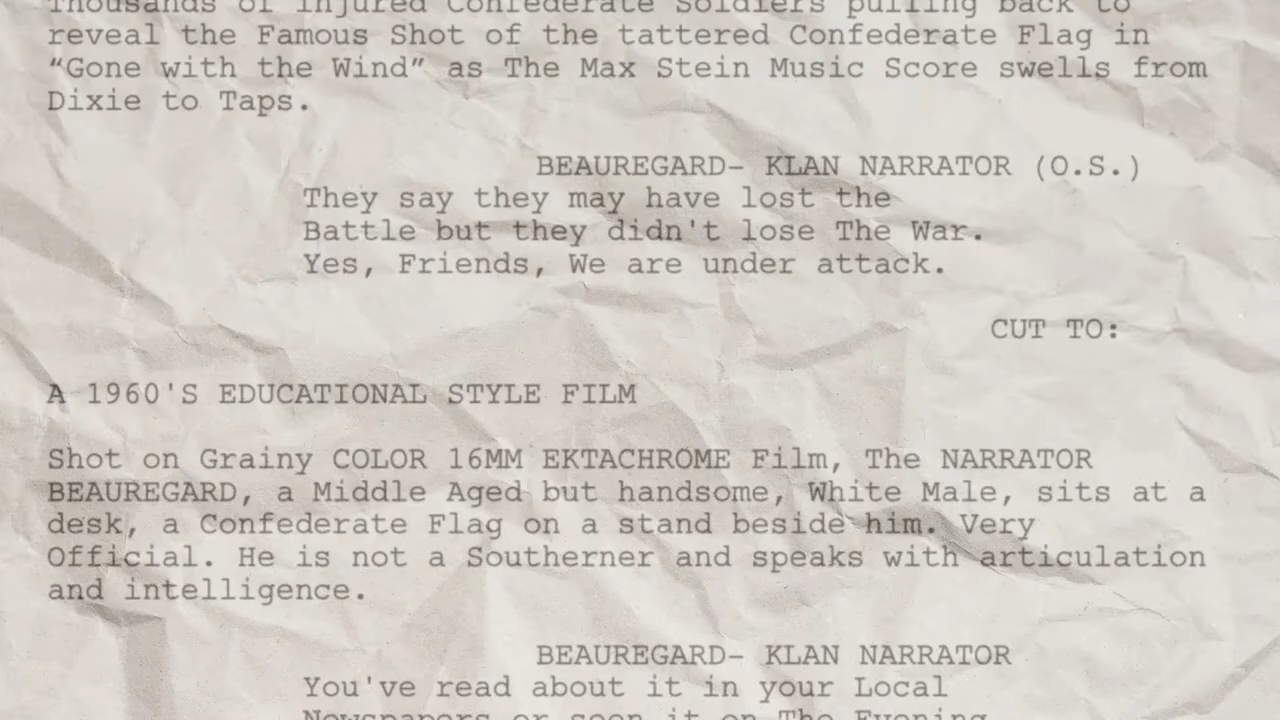 Thousands of injured Confederate Soldiers pulling back to
reveal the Famous Shot of the tattered Confederate Flag in
“Gone with the Wind” as The Max Stein Music Score swells from
Dixie to Taps.
BEAUREGARD- KLAN NARRATOR (O.S.)
They say they may have lost the
Battle but they didn't lose The War.
Yes, Friends, We are under attack.
CUT TO:
A 1960'S EDUCATIONAL STYLE FILM
Shot on Grainy COLOR 16MM EKTACHROME Film, The NARRATOR
BEAUREGARD, a Middle Aged but handsome, White Male, sits at a
desk, a Confederate Flag on a stand beside him. Very
Official. He is not a Southerner and speaks with articulation
and intelligence.
BEAUREGARD- KLAN NARRATOR
You've read about it in your Local
Newspapers or seen it on The Evening